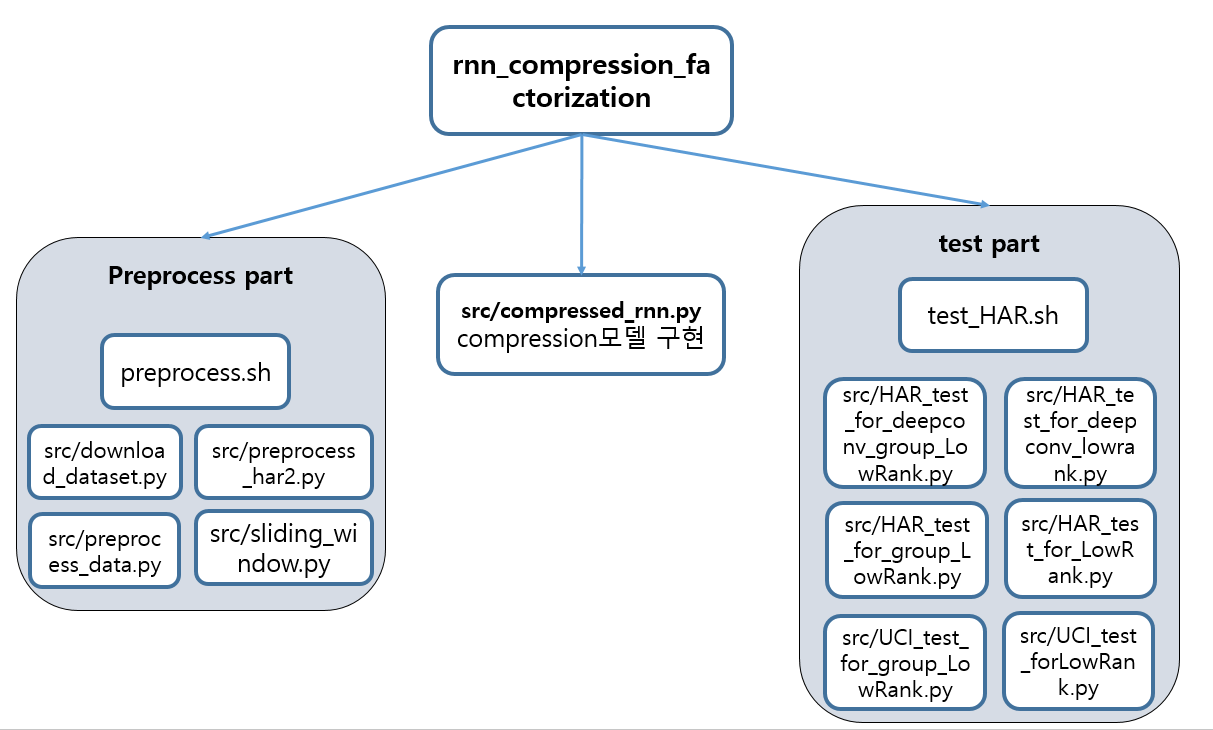 rnn_compression_fa
ctorization
Preprocess part
preprocess.sh
src/downloa
d_dataset.py
src/preprocess
_har2.py
src/preproc
ess_data.py
src/sliding_wi
ndow.py
src/compressed_rnn.py
compression모델 구현
test part
test_HAR.sh
src/HAR_test
_for_deepco
nv_group_Lo
wRank.py
src/HAR_te
st_for_deep
conv_lowra
nk.py
src/HAR_test
_for_group_L
owRank.py
src/HAR_tes
t_for_LowR
ank.py
src/UCI_test_
for_group_Lo
wRank.py
src/UCI_test
_forLowRan
k.py